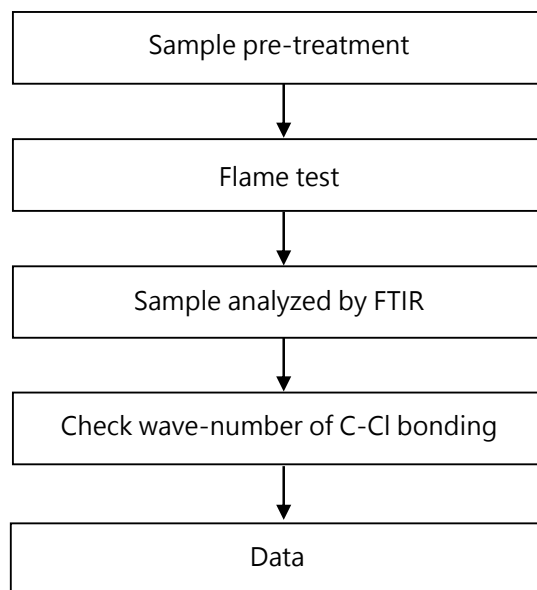 Sample pre-treatment
Flame test
Sample analyzed by FTIR
Check wave-number of C-Cl bonding
Data